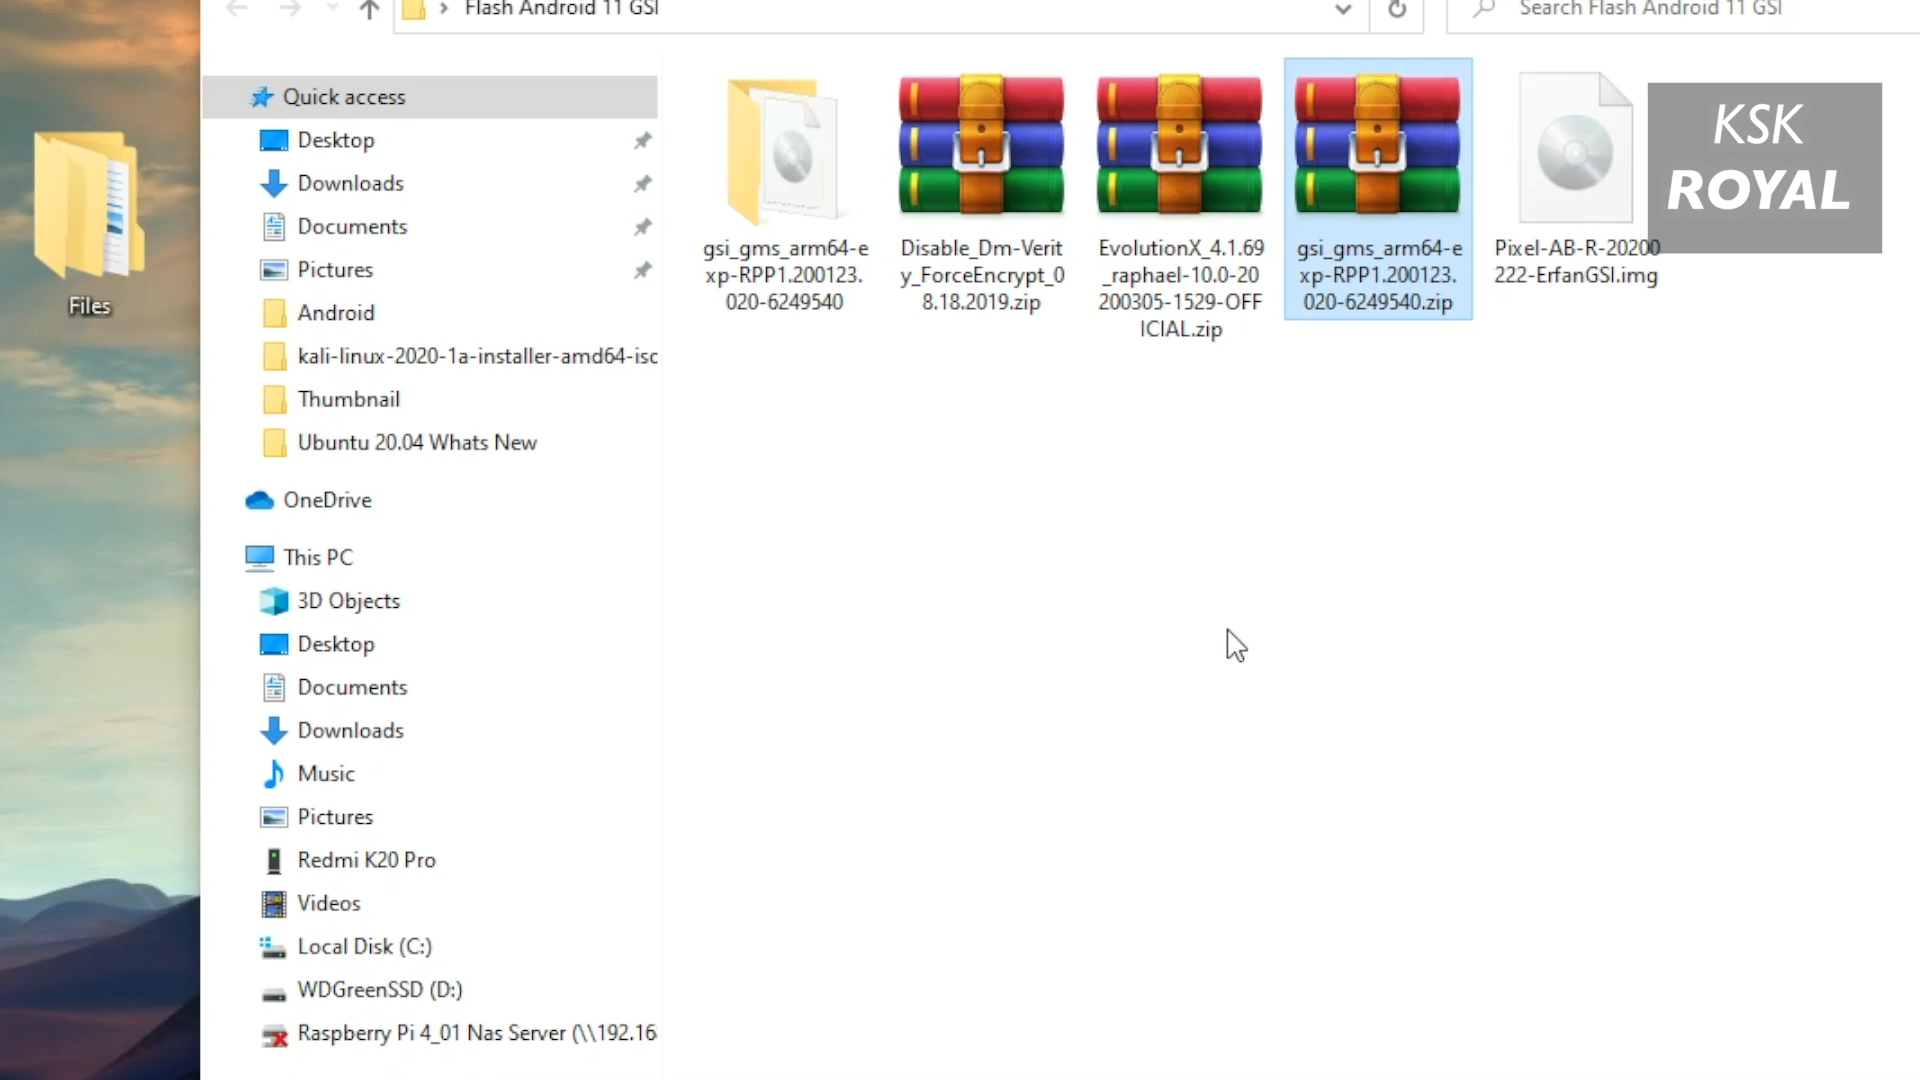 Flash Android 11 GSI
Search Flash Android 11 GSI
Quick access
Desktop
Downloads
Documents
Pictures
Android
kali-linux-2020-1a-installer-amd64-isc
Thumbnail
Ubuntu 20.04 Whats New
OneDrive
This PC
3D Objects
Desktop
Documents
Downloads
Music
Pictures
Redmi K20 Pro
Videos
Local Disk (C:)
WDGreenSSD (D:)
Raspberry Pi 4_01 Nas Server (\\192.16
Files
gsi_gms_arm64-e
xp-RPP1.200123.
020-6249540
Disable_Dm-Verit
y_ForceEncrypt_0
8.18.2019.zip
EvolutionX_4.1.69
_raphael-10.0-20
200305-1529-OFF
ICIAL.zip
gsi_gms_arm64-e
xp-RPP1.200123.
020-6249540.zip
Pixel-AB-R-20200
222-ErfanGSI.img
KSK
ROYAL